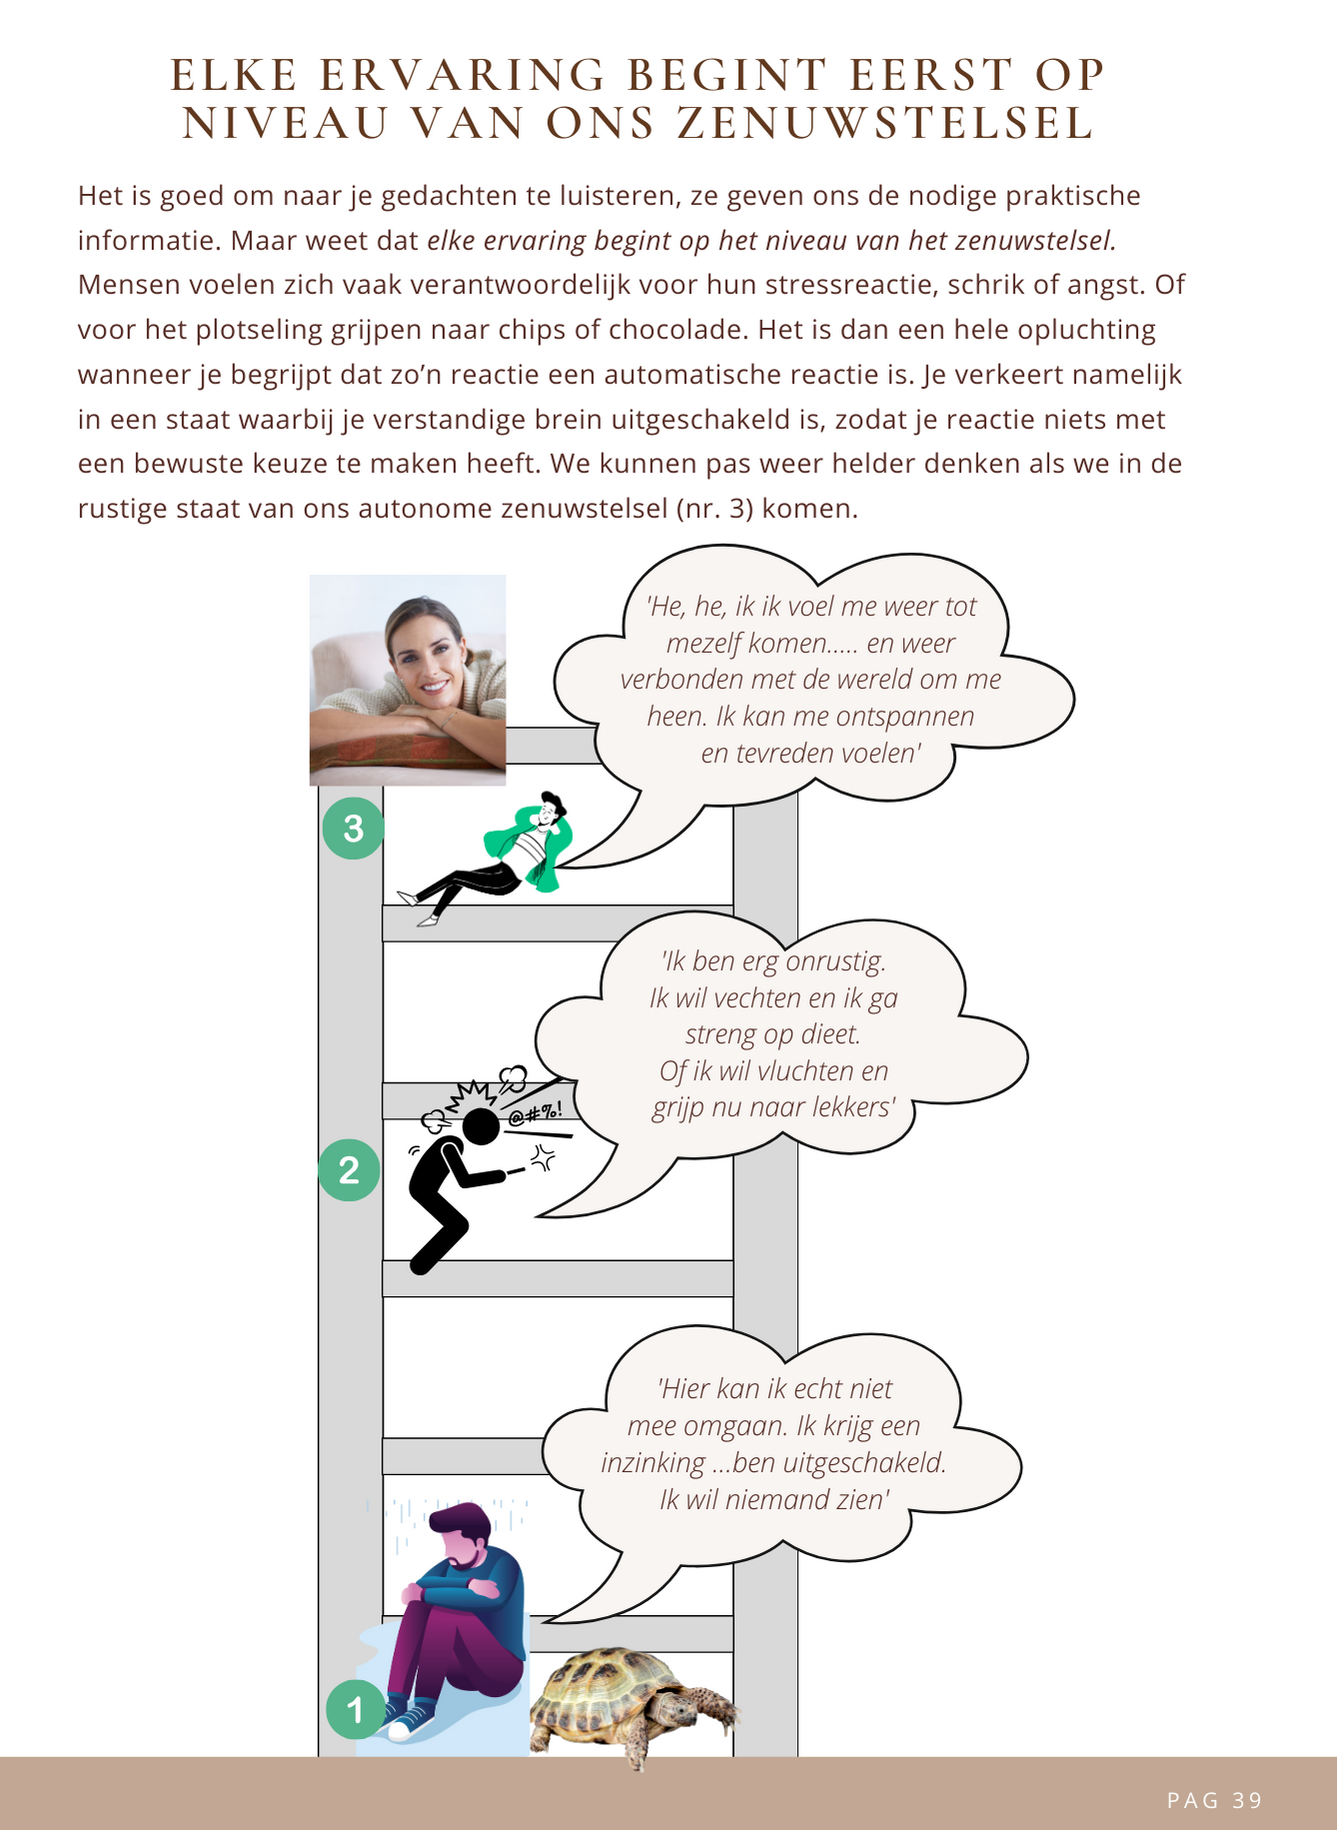 ELKE ERVARING BEGINT EERST OP
NIVEAU VAN ONS ZENUWSTELSEL
Het is goed om naar je gedachten te luisteren, ze geven ons de nodige praktische
informatie. Maar weet dat elke ervaring begint op het niveau van het zenuwstelsel.
Mensen voelen zich vaak verantwoordelijk voor hun stressreactie, schrik of angst. Of
voor het plotseling grijpen naar chips of chocolade. Het is dan een hele opluchting
wanneer je begrijpt dat zo’n reactie een automatische reactie is. Je verkeert namelijk
in een staat waarbij je verstandige brein uitgeschakeld is, zodat je reactie niets met
een bewuste keuze te maken heeft. We kunnen pas weer helder denken als we in de
rustige staat van ons autonome zenuwstelsel (nr. 3) komen.
'He, he, ik ik voel me weer tot
mezelf komen..... en weer
verbonden met de wereld om me
heen. Ik kan me ontspannen
en tevreden voelen'
3
'Ik ben erg onrustig.
Ik wil vechten en ik ga
streng op dieet.
Of ik wil vluchten en
grijp nu naar lekkers'
@#%!
2
'Hier kan ik echt niet
mee omgaan. Ik krijg een
inzinking ...ben uitgeschakeld.
Ik wil niemand zien'
1
PAG 39